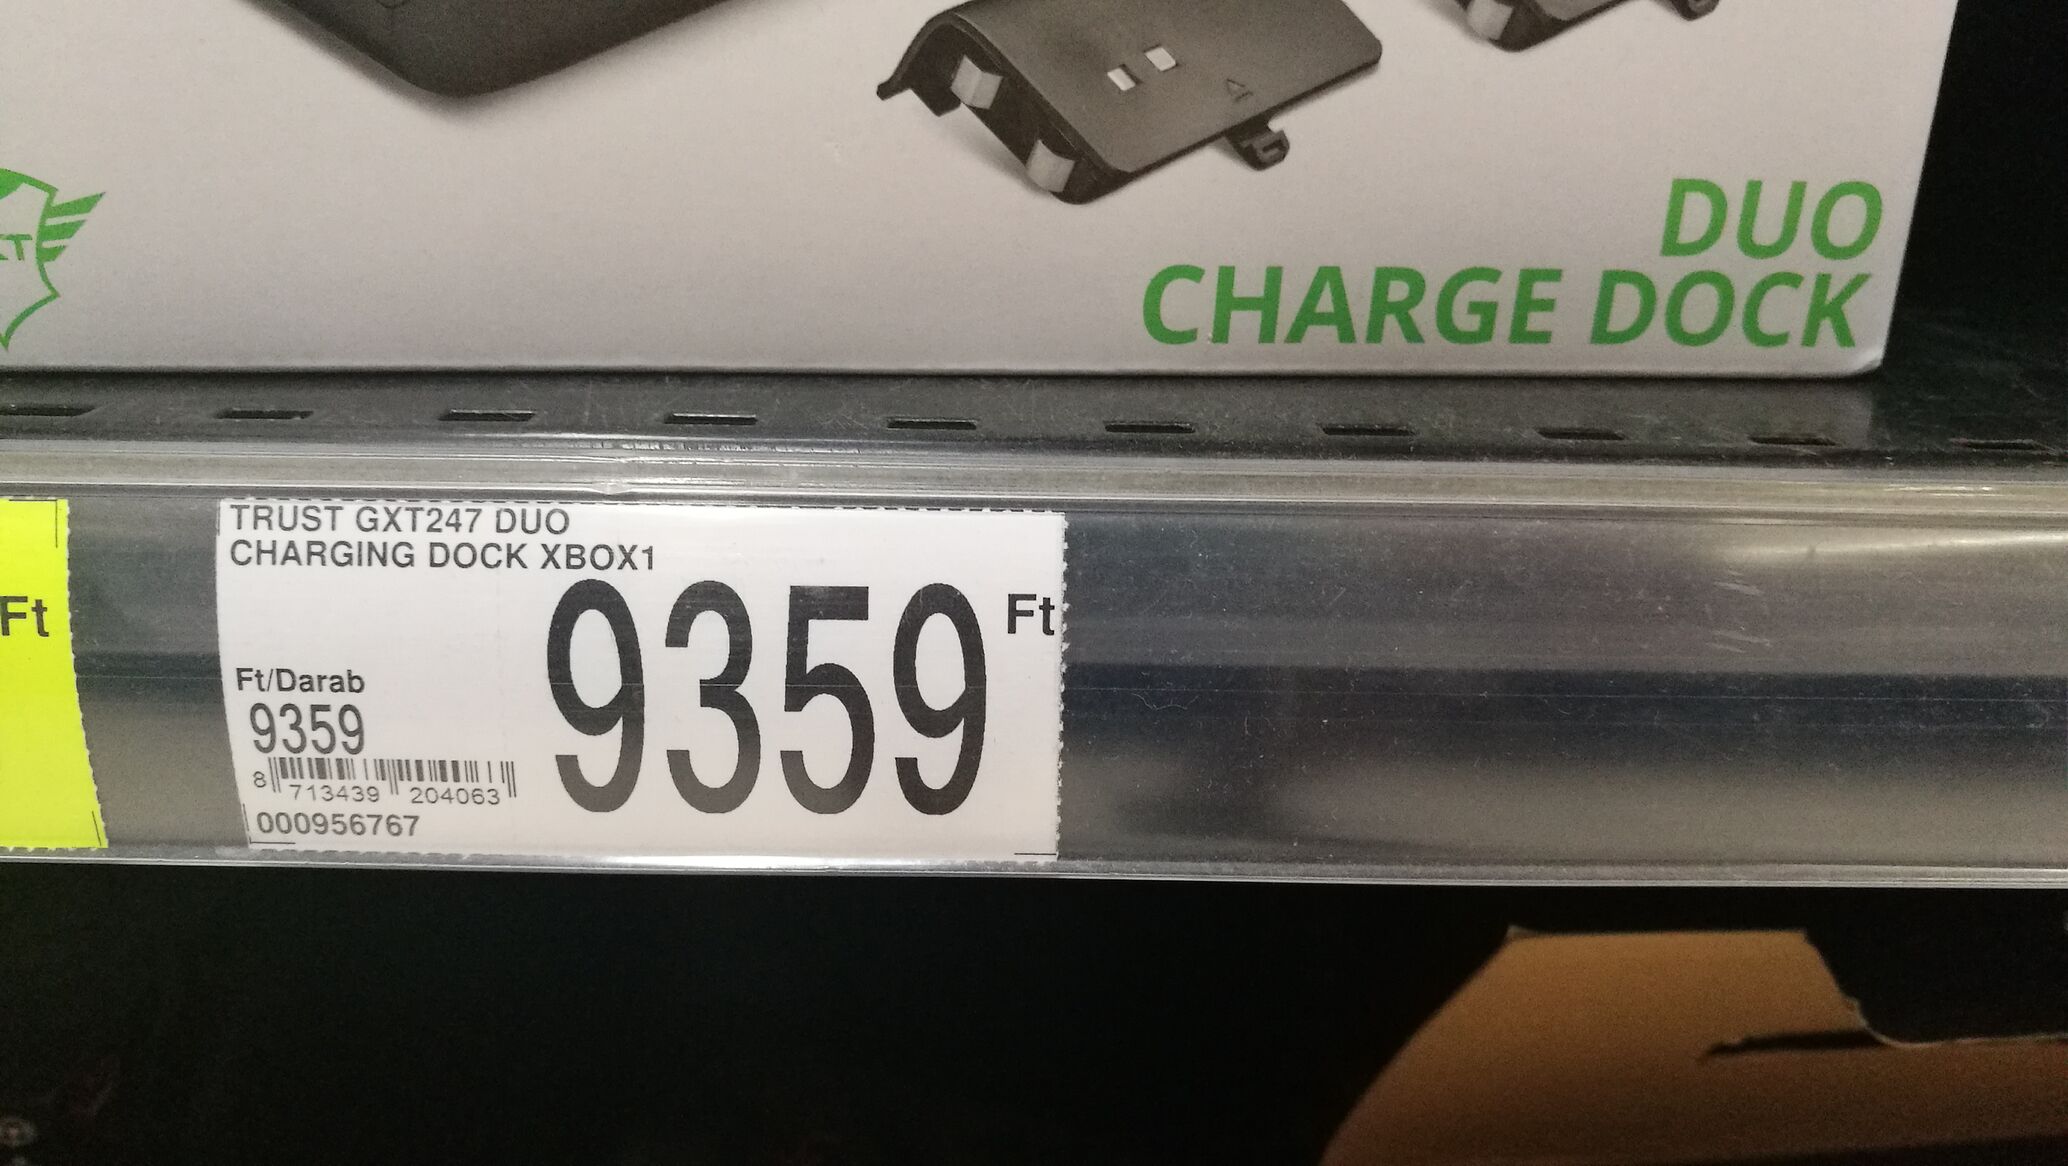 DUO
CHARGE DOCK
TRUST GXT247 DUO
CHARGING DOCK XBOX1
9359 Ft
Ft/Darab
9359
8 713439 204063
000956767
Ft